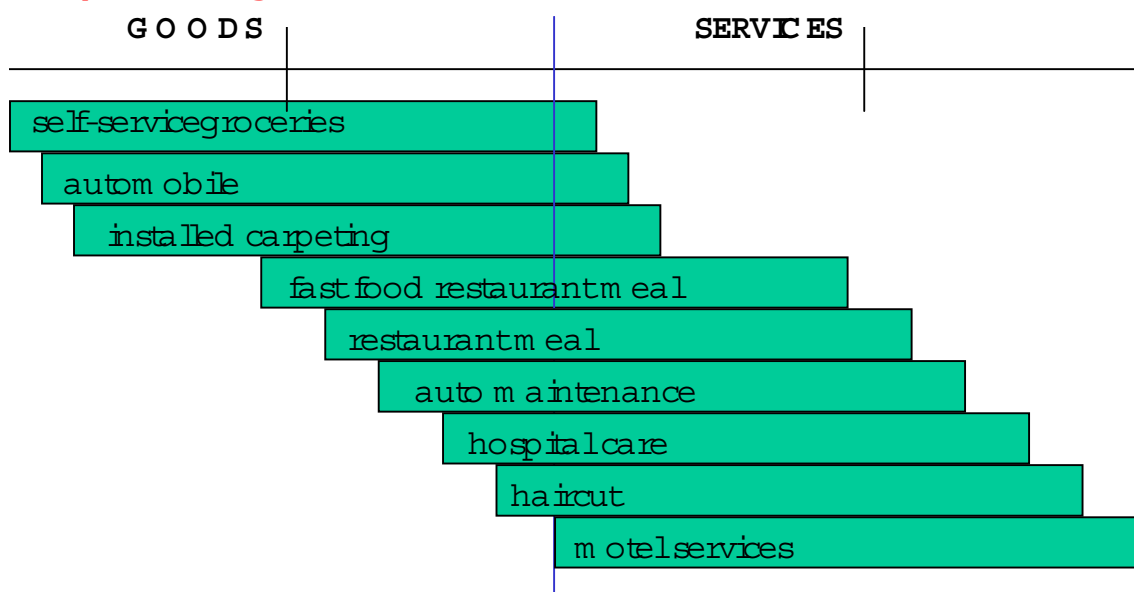 GOODS SERVICES
self-service groceries
automobile
installed carpeting
fast food restaurant meal
restaurant meal
auto maintenance
hospital care
haircut
motel services